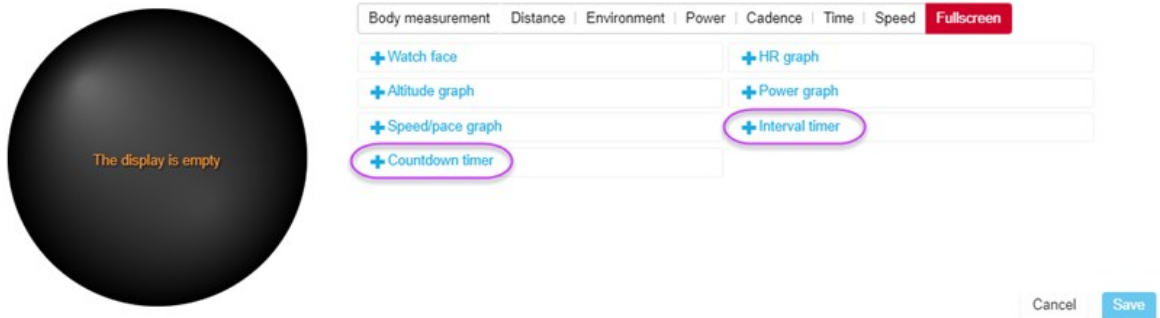 Body measurement Distance Environment Power Cadence Time Speed Fullscreen
Watch face HR graph
Altitude graph Power graph
Speed/pace graph Interval timer
The display is empty Countdown timer
Cancel Save